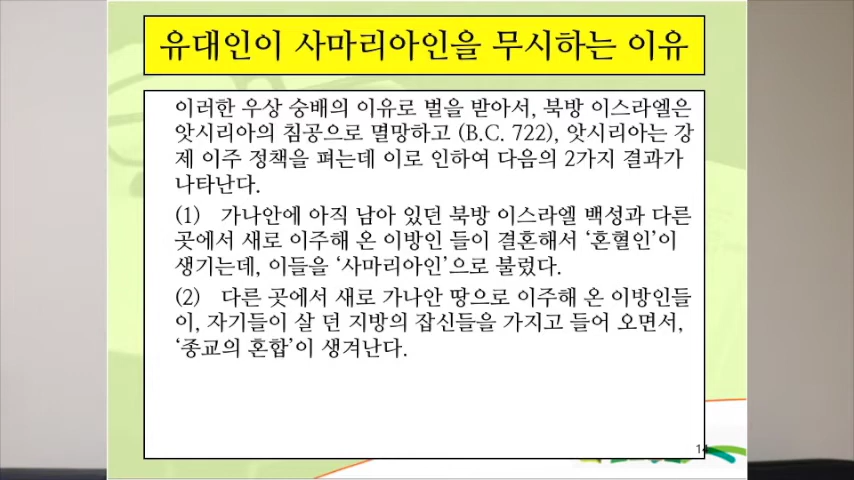 유대인이 사마리아인을 무시하는 이유
이러한 우상 숭배의 이유로 벌을 받아서, 북방 이스라엘은
앗시리아의 침공으로 멸망하고 (B.C. 722), 앗시리아는 강
제 이주 정책을 펴는데 이로 인하여 다음의 2가지 결과가
나타난다.
(1) 가나안에 아직 남아 있던 북방 이스라엘 백성과 다른
곳에서 새로 이주해 온 이방인 들이 결혼해서 ‘혼혈인’이
생기는데, 이들을 ‘사마리아인’으로 불렀다.
(2) 다른 곳에서 새로 가나안 땅으로 이주해 온 이방인들
이, 자기들이 살 던 지방의 잡신들을 가지고 들어 오면서,
‘종교의 혼합’이 생겨난다.
14